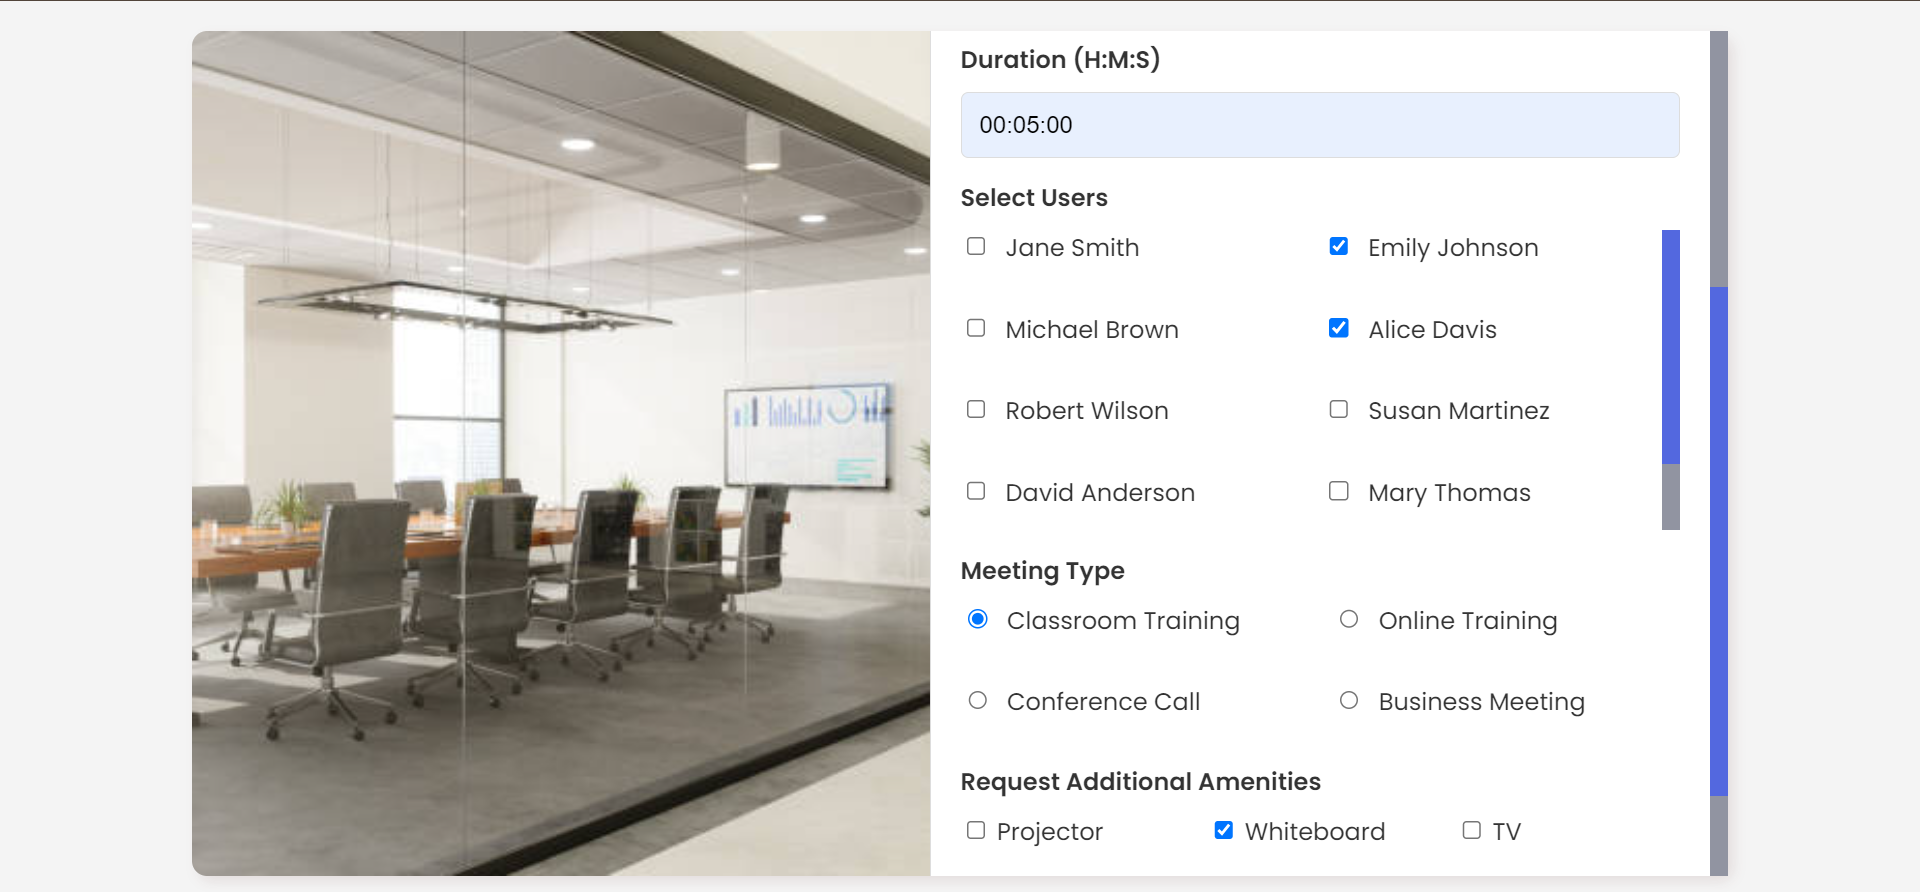 Duration (H:M:S)
00:05:00
Select Users
Jane Smith Emily Johnson
Michael Brown Alice Davis
Robert Wilson Susan Martinez
David Anderson Mary Thomas
Meeting Type
Classroom Training Online Training
Conference Call Business Meeting
Request Additional Amenities
Projector Whiteboard TV